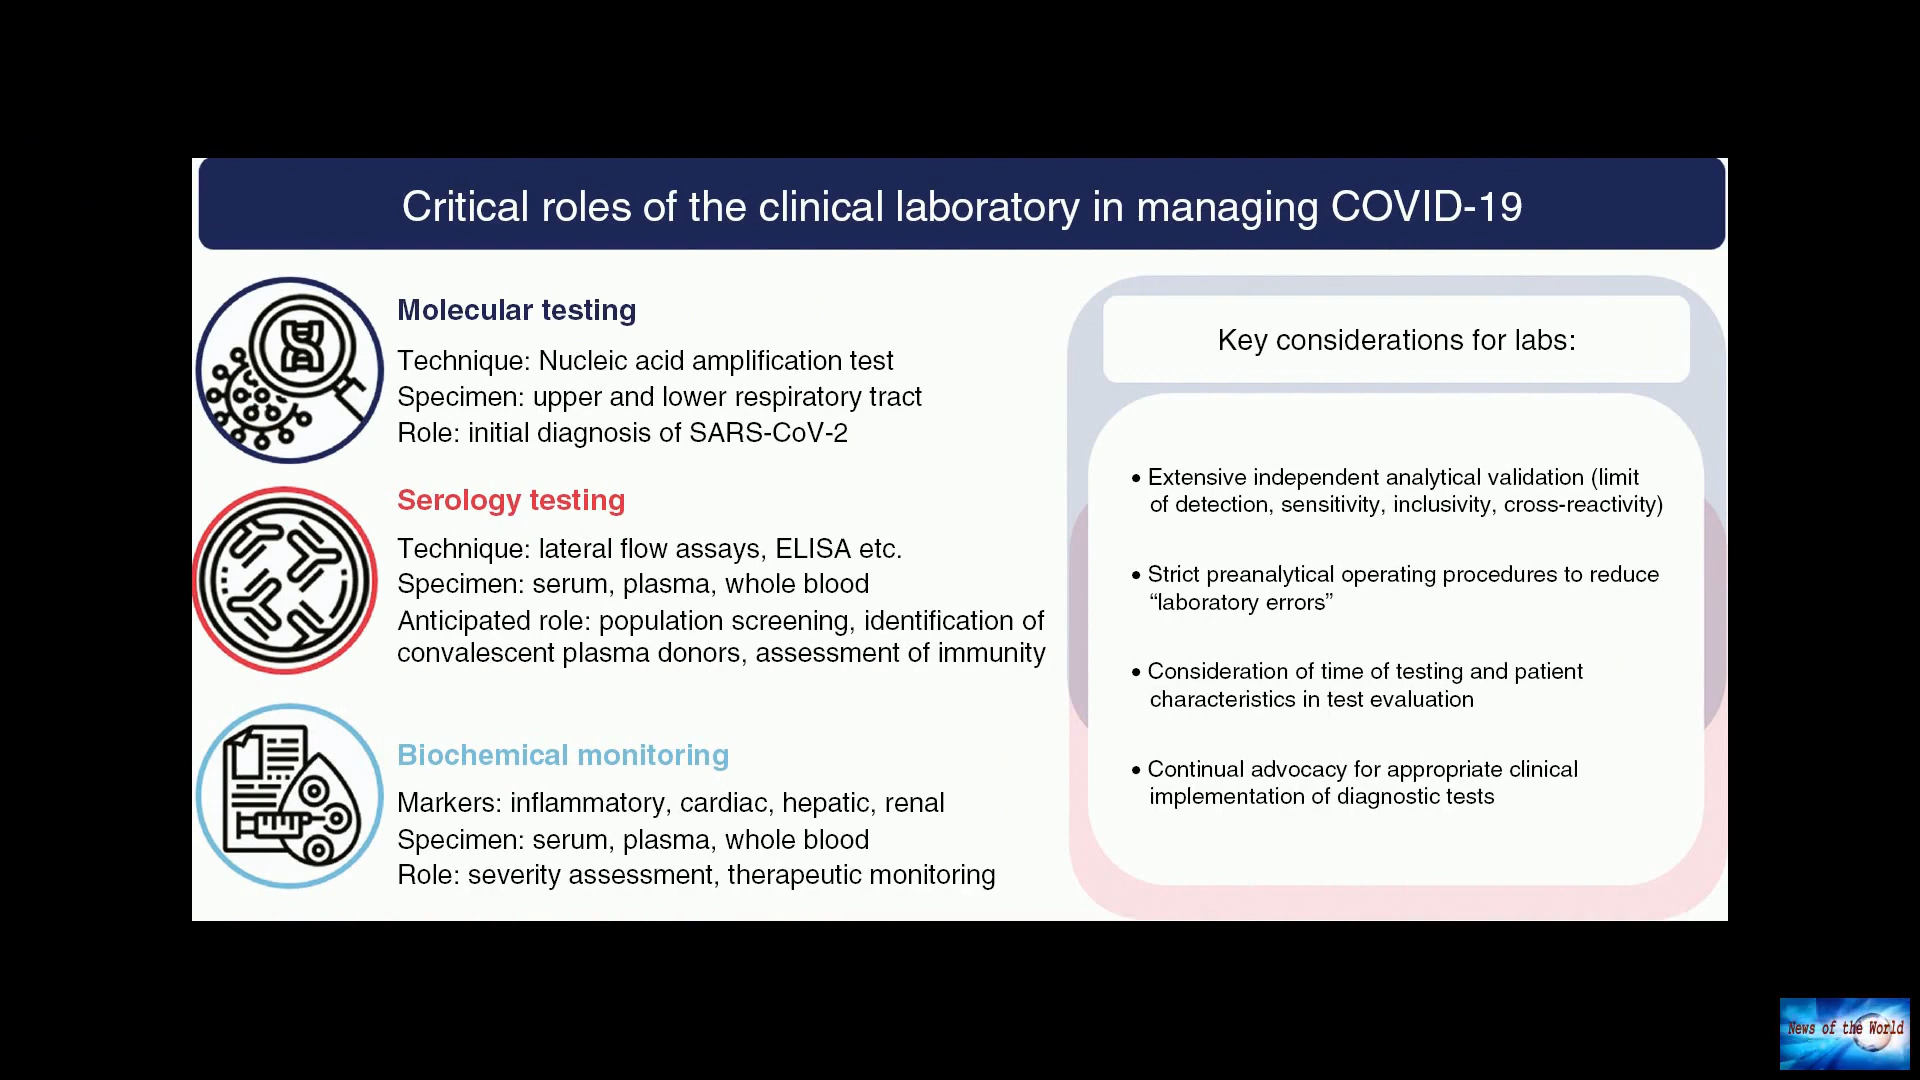 Critical roles of the clinical laboratory in managing COVID-19
Molecular testing
Technique: Nucleic acid amplification test
Specimen: upper and lower respiratory tract
Role: initial diagnosis of SARS-CoV-2
Serology testing
Technique: lateral flow assays, ELISA etc.
Specimen: serum, plasma, whole blood
Anticipated role: population screening, identification of
convalescent plasma donors, assessment of immunity
Biochemical monitoring
Markers: inflammatory, cardiac, hepatic, renal
Specimen: serum, plasma, whole blood
Role: severity assessment, therapeutic monitoring
Key considerations for labs:
• Extensive independent analytical validation (limit
of detection, sensitivity, inclusivity, cross-reactivity)
• Strict preanalytical operating procedures to reduce
“laboratory errors”
• Consideration of time of testing and patient
characteristics in test evaluation
• Continual advocacy for appropriate clinical
implementation of diagnostic tests
News of the World